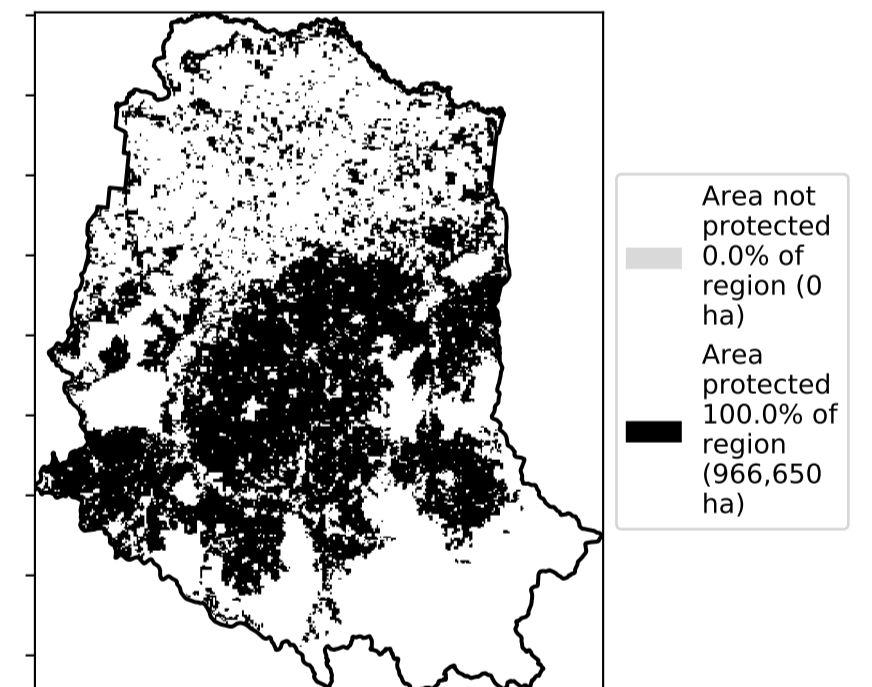 Area not
protected
0.0% of
region (0
ha)
Area
protected
100.0% of
region
(966,650
ha)